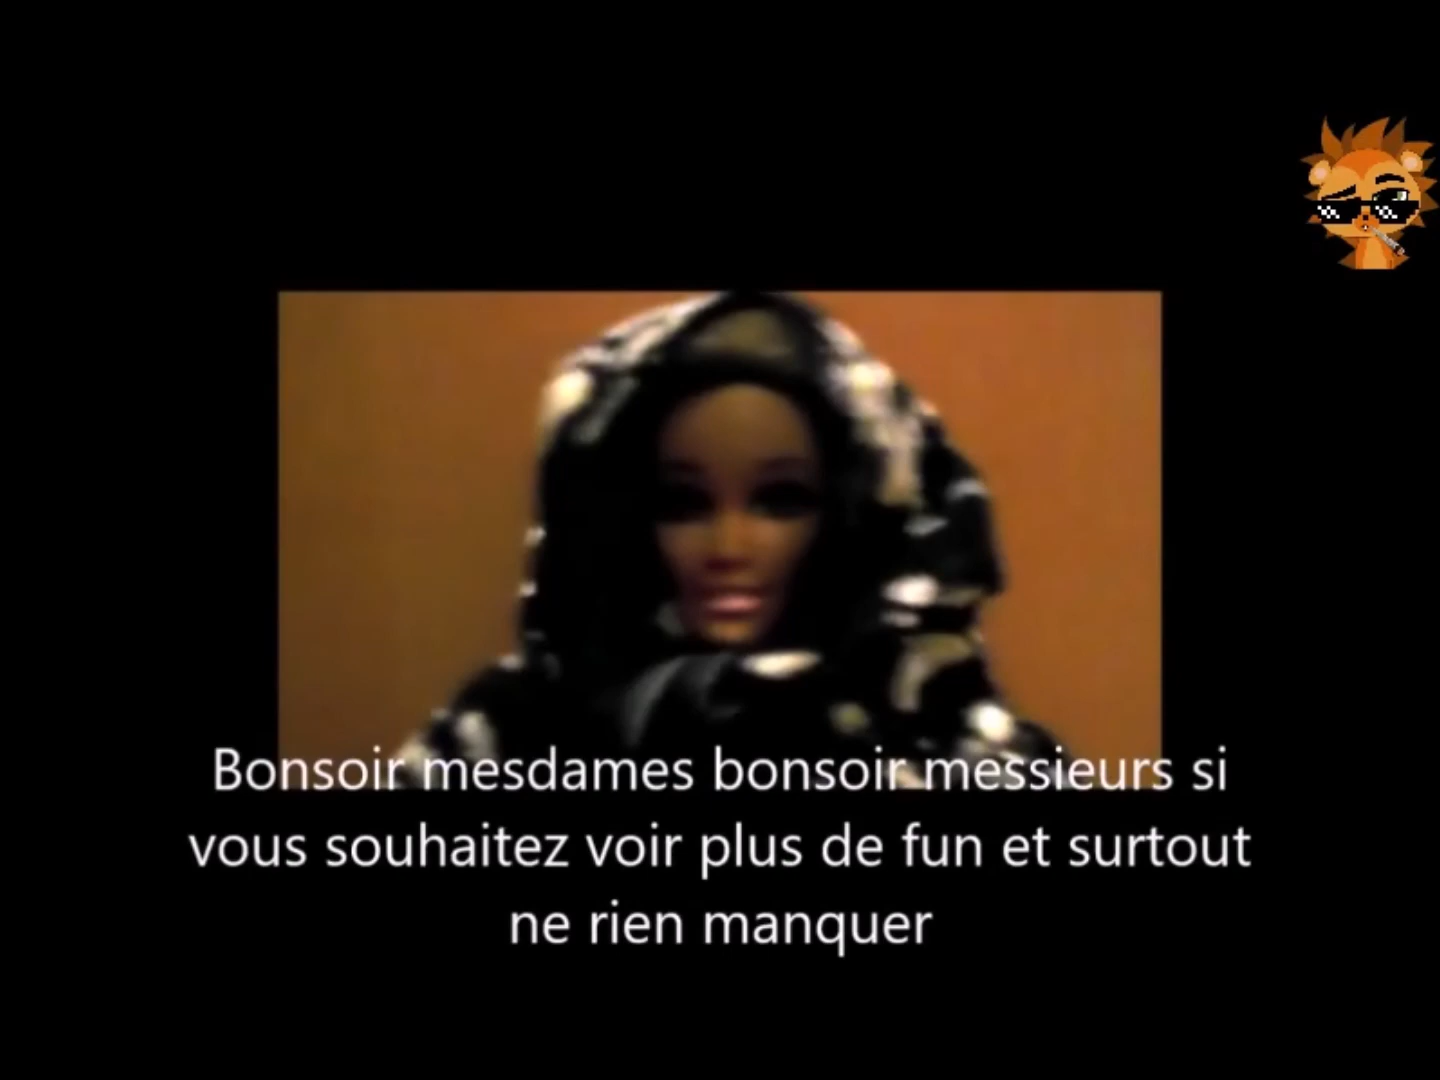 Bonsoir mesdames bonsoir messieurs si
vous souhaitez voir plus de fun et surtout
ne rien manquer